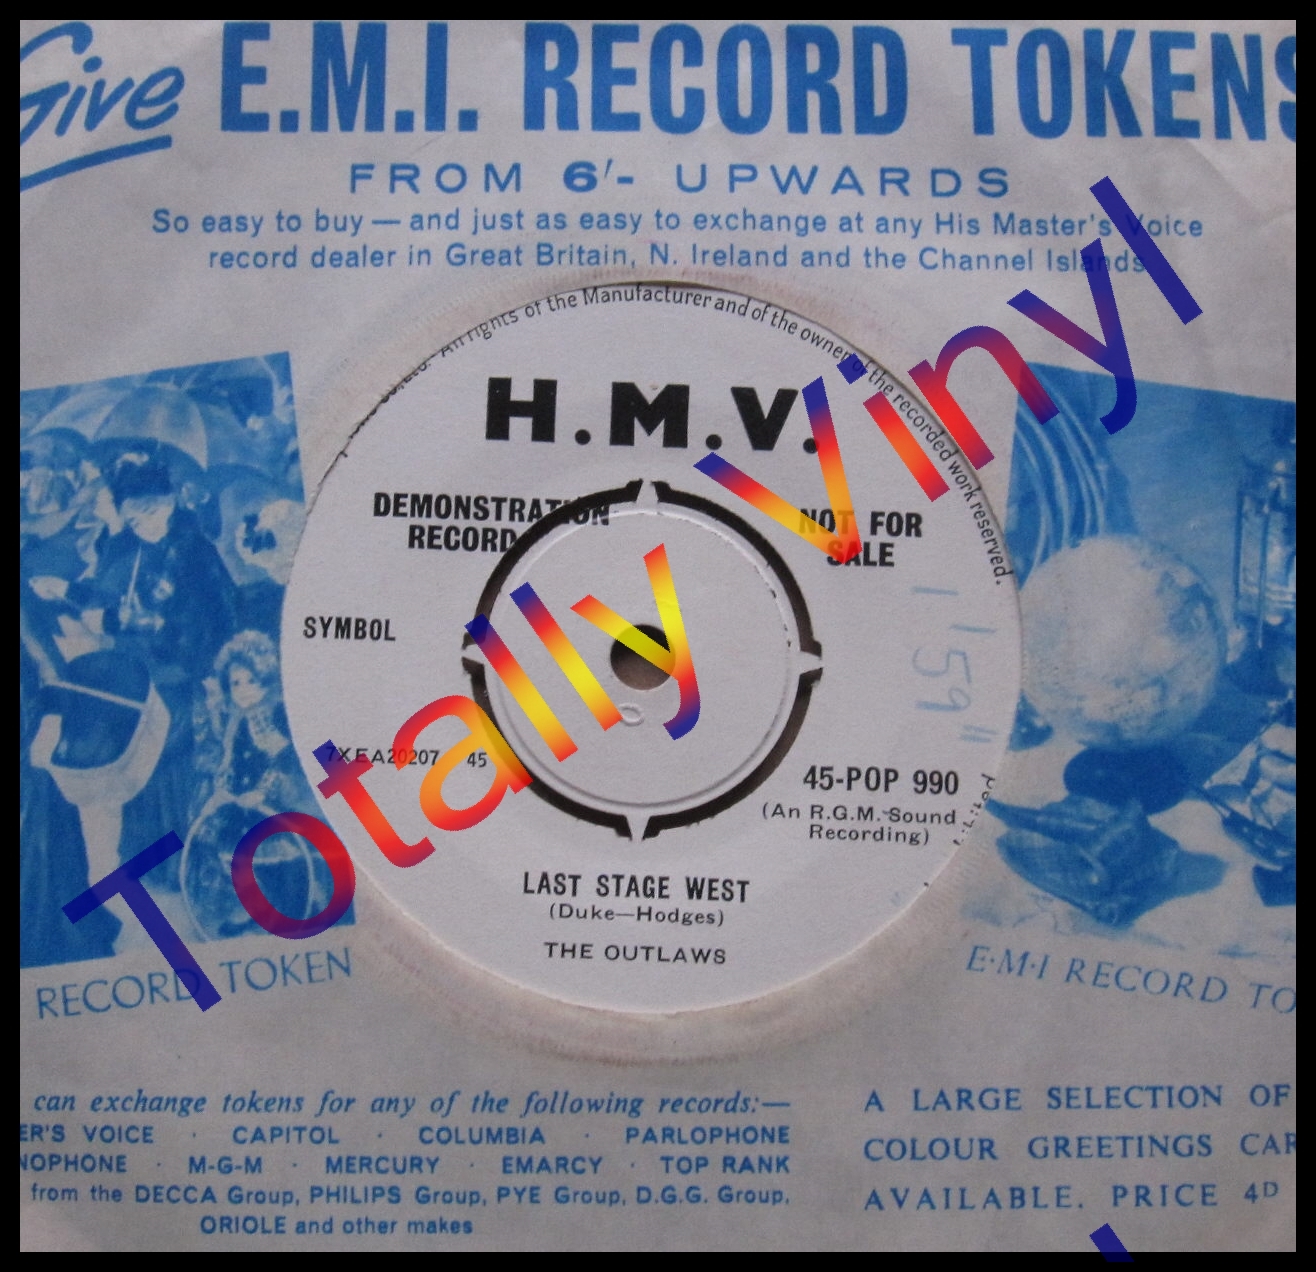 Give E.M.I. RECORD TOKENS
FROM 6/- UPWARDS
So easy to buy — and just as easy to exchange at any His Master's Voice
record dealer in Great Britain, N. Ireland and the Channel Islands
All rights of the Manufacturer and of the owner of the recorded work reserved.
H.M.V.
DEMONSTRATION
RECORD
NOT FOR
SALE
SYMBOL
7XEA20207 45
1 1 59 11
45-POP 990
(An R.G.M. Sound
Recording)
LAST STAGE WEST
(Duke—Hodges)
THE OUTLAWS
Totally Vinyl
RECORD TOKEN
E·M·I RECORD TO
can exchange tokens for any of the following records:—
ER'S VOICE · CAPITOL · COLUMBIA · PARLOPHONE
NOPHONE · M-G-M · MERCURY · EMARCY · TOP RANK
from the DECCA Group, PHILIPS Group, PYE Group, D.G.G. Group,
ORIOLE and other makes
A LARGE SELECTION OF
COLOUR GREETINGS CAR
AVAILABLE. PRICE 4D